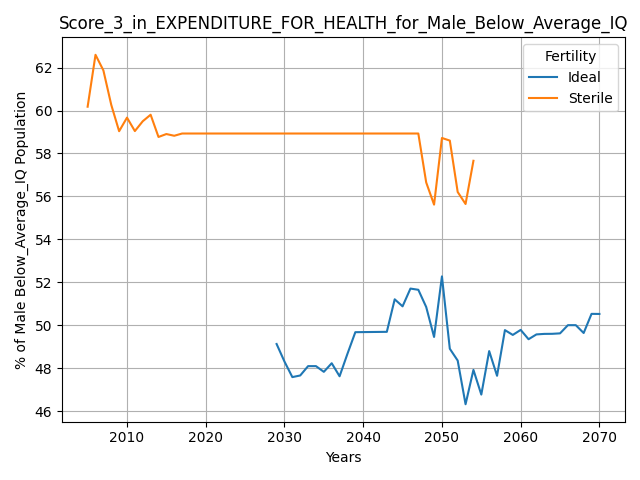 Score_3_in_EXPENDITURE_FOR_HEALTH_for_Male_Below_Average_IQ
Fertility
Ideal
Sterile
% of Male Below_Average_IQ Population
62
60
58
56
54
52
50
48
46
2010 2020 2030 2040 2050 2060 2070
Years